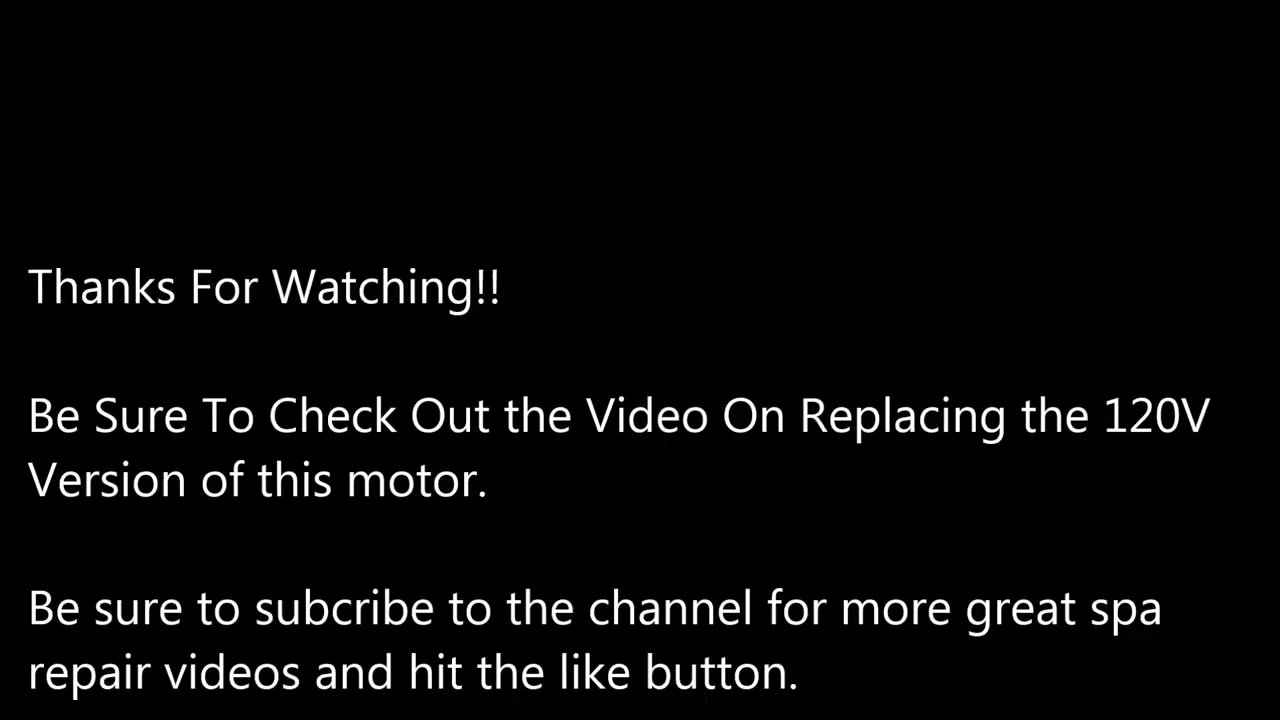 Thanks For Watching!!
Be Sure To Check Out the Video On Replacing the 120V
Version of this motor.
Be sure to subcribe to the channel for more great spa
repair videos and hit the like button.